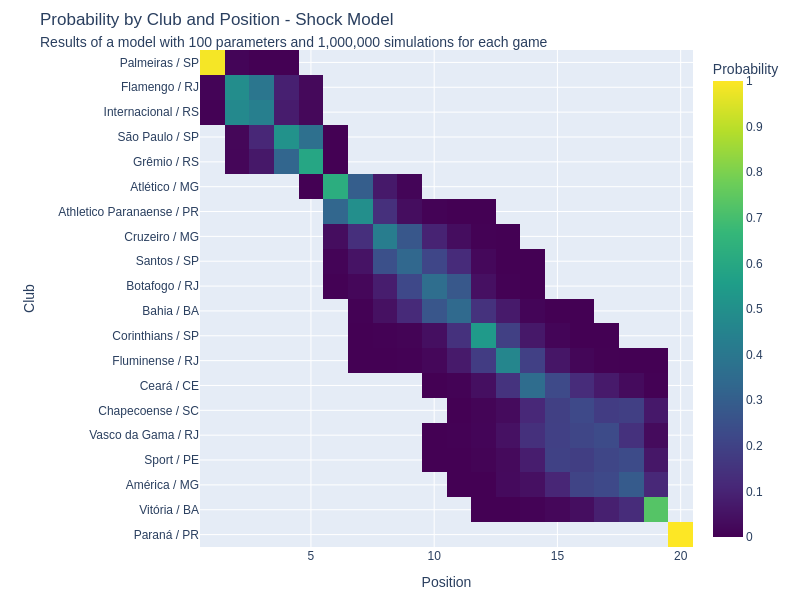 Probability by Club and Position - Shock Model
Results of a model with 100 parameters and 1,000,000 simulations for each game
Probability
Palmeiras / SP
Flamengo / RJ
Internacional / RS
São Paulo / SP
Grêmio / RS
Atlético / MG
Athletico Paranaense / PR
Cruzeiro / MG
Santos / SP
Botafogo / RJ
Bahia / BA
Corinthians / SP
Fluminense / RJ
Ceará / CE
Chapecoense / SC
Vasco da Gama / RJ
Sport / PE
América / MG
Vitória / BA
Paraná / PR
Club
5
10
15
20
Position
1
0.9
0.8
0.7
0.6
0.5
0.4
0.3
0.2
0.1
0